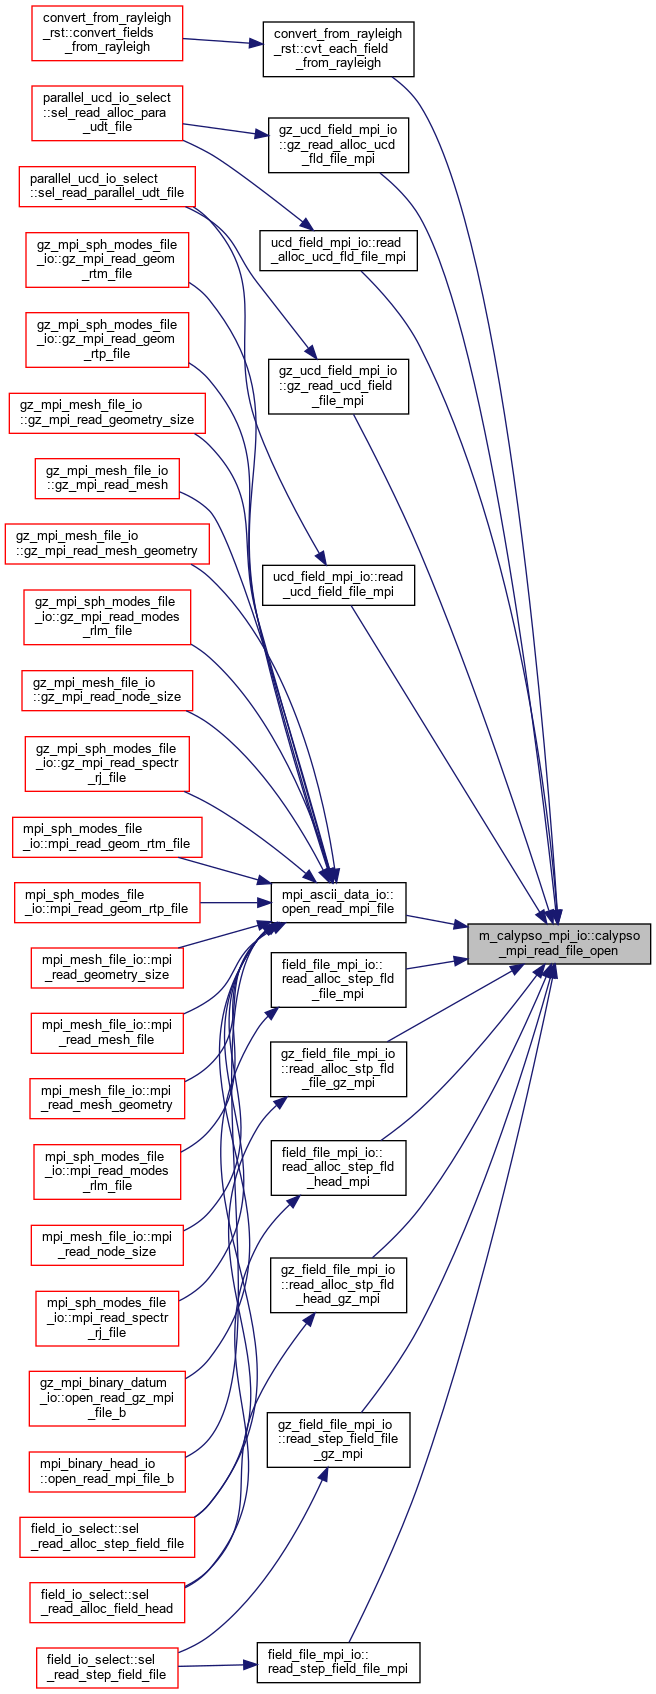 convert_from_rayleigh
_rst::convert_fields
_from_rayleigh
parallel_ucd_io_select
::sel_read_alloc_para
_udt_file
parallel_ucd_io_select
::sel_read_parallel_udt_file
gz_mpi_sph_modes_file
_io::gz_mpi_read_geom
_rtm_file
gz_mpi_sph_modes_file
_io::gz_mpi_read_geom
_rtp_file
gz_mpi_mesh_file_io
::gz_mpi_read_geometry_size
gz_mpi_mesh_file_io
::gz_mpi_read_mesh
gz_mpi_mesh_file_io
::gz_mpi_read_mesh_geometry
gz_mpi_sph_modes_file
_io::gz_mpi_read_modes
_rlm_file
gz_mpi_mesh_file_io
::gz_mpi_read_node_size
gz_mpi_sph_modes_file
_io::gz_mpi_read_spectr
_rj_file
mpi_sph_modes_file
_io::mpi_read_geom_rtm_file
mpi_sph_modes_file
_io::mpi_read_geom_rtp_file
mpi_mesh_file_io::mpi
_read_geometry_size
mpi_mesh_file_io::mpi
_read_mesh_file
mpi_mesh_file_io::mpi
_read_mesh_geometry
mpi_sph_modes_file
_io::mpi_read_modes
_rlm_file
mpi_mesh_file_io::mpi
_read_node_size
mpi_sph_modes_file
_io::mpi_read_spectr
_rj_file
gz_mpi_binary_datum
_io::open_read_gz_mpi
_file_b
mpi_binary_head_io
::open_read_mpi_file_b
field_io_select::sel
_read_alloc_step_field_file
field_io_select::sel
_read_alloc_field_head
field_io_select::sel
_read_step_field_file
convert_from_rayleigh
_rst::cvt_each_field
_from_rayleigh
gz_ucd_field_mpi_io
::gz_read_alloc_ucd
_fld_file_mpi
ucd_field_mpi_io::read
_alloc_ucd_fld_file_mpi
gz_ucd_field_mpi_io
::gz_read_ucd_field
_file_mpi
ucd_field_mpi_io::read
_ucd_field_file_mpi
mpi_ascii_data_io::
open_read_mpi_file
field_file_mpi_io::
read_alloc_step_fld
_file_mpi
gz_field_file_mpi_io
::read_alloc_stp_fld
_file_gz_mpi
field_file_mpi_io::
read_alloc_step_fld
_head_mpi
gz_field_file_mpi_io
::read_alloc_stp_fld
_head_gz_mpi
gz_field_file_mpi_io
::read_step_field_file
_gz_mpi
field_file_mpi_io::
read_step_field_file_mpi
m_calypso_mpi_io::calypso
_mpi_read_file_open